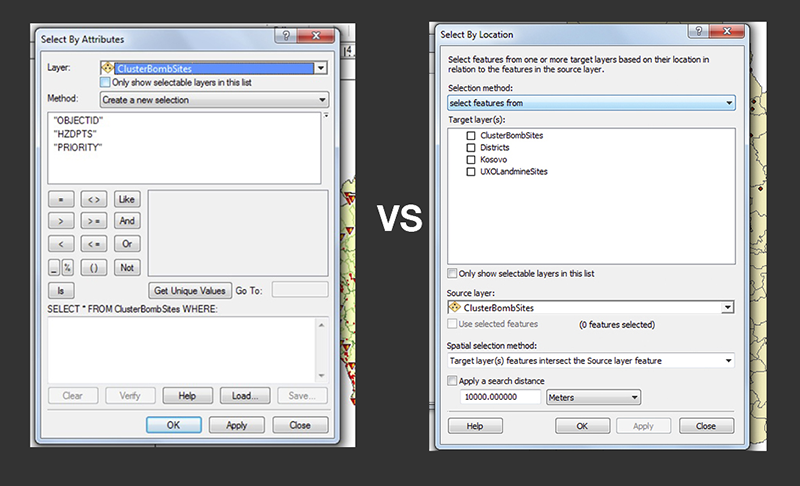 Select By Attributes
Layer:
ClusterBombSites
Only show selectable layers in this list
Method:
Create a new selection
"OBJECTID"
"HZDPTS"
"PRIORITY"
= < > Like
> > = And
< < = Or
_ % ( ) Not
Is
Get Unique Values
Go To:
SELECT * FROM ClusterBombSites WHERE:
Clear
Verify
Help
Load...
Save...
OK
Apply
Close
VS
Select By Location
Select features from one or more target layers based on their location in
relation to the features in the source layer.
Selection method:
select features from
Target layer(s):
ClusterBombSites
Districts
Kosovo
UXOLandmineSites
Only show selectable layers in this list
Source layer:
ClusterBombSites
Use selected features
(0 features selected)
Spatial selection method:
Target layer(s) features intersect the Source layer feature
Apply a search distance
10000.000000
Meters
Help
OK
Apply
Close